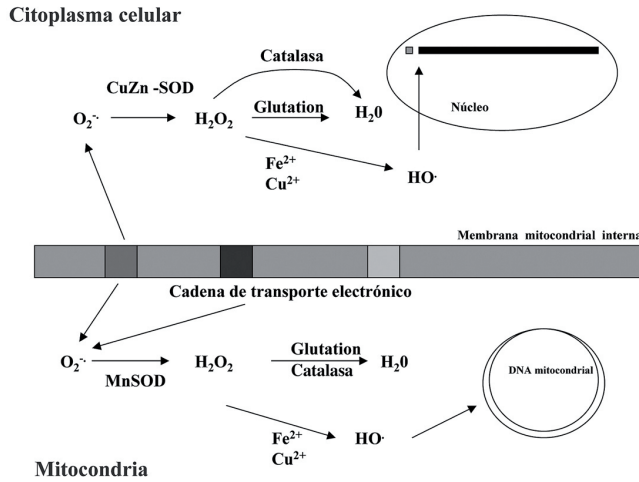 Citoplasma celular
Catalasa
CuZn -SOD
Glutation
O₂⁻·
H₂O₂
H₂0
Núcleo
Fe²⁺
Cu²⁺
HO·
Membrana mitocondrial interna
Cadena de transporte electrónico
O₂⁻·
MnSOD
H₂O₂
Glutation
Catalasa
H₂0
DNA mitocondrial
Fe²⁺
Cu²⁺
HO·
Mitocondria